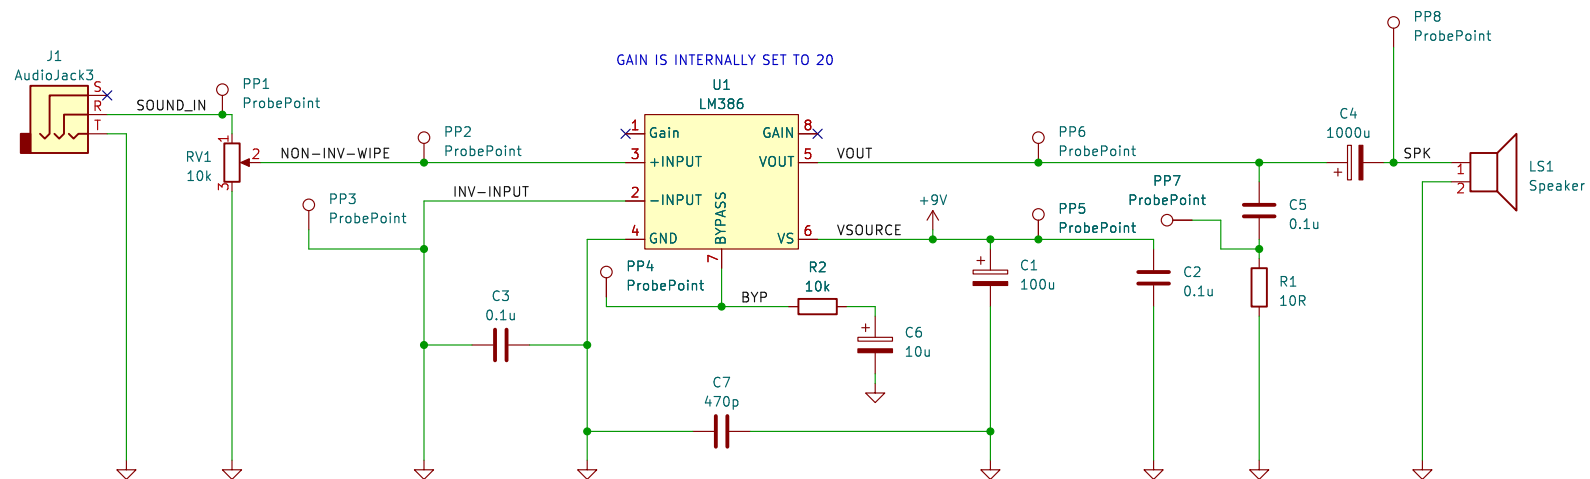 GAIN IS INTERNALLY SET TO 20
J1
AudioJack3
S
R
T
SOUND_IN
PP1
ProbePoint
RV1
10k
1
2
3
NON-INV-WIPE
PP2
ProbePoint
INV-INPUT
PP3
ProbePoint
U1
LM386
1
Gain
GAIN
8
3
+INPUT
VOUT
5
2
-INPUT
BYPASS
4
GND
VS
6
7
VOUT
PP6
ProbePoint
VSOURCE
+9V
PP5
ProbePoint
PP4
ProbePoint
BYP
R2
10k
+
C6
10u
C3
0.1u
C7
470p
+
C1
100u
C2
0.1u
PP7
ProbePoint
C5
0.1u
R1
10R
C4
1000u
+
PP8
ProbePoint
SPK
1
2
LS1
Speaker